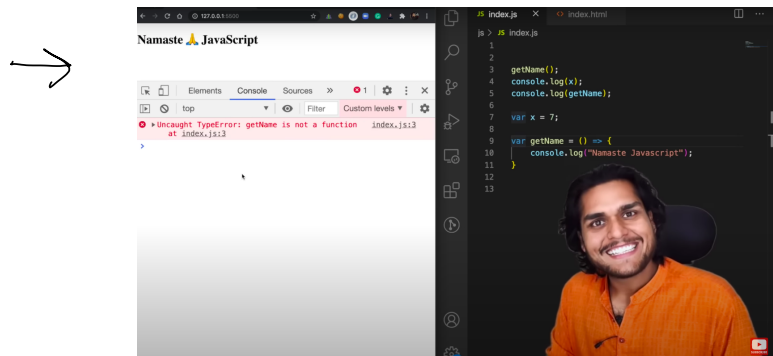 127.0.0.1:5500
Namaste 🙏 JavaScript
Elements Console Sources » 1
top Filter Custom levels ▼
Uncaught TypeError: getName is not a function index.js:3
at index.js:3
JS index.js × <> index.html
js > JS index.js
1
2
3 getName();
4 console.log(x);
5 console.log(getName);
6
7 var x = 7;
8
9 var getName = () => {
10 console.log("Namaste Javascript");
11 }
12
13